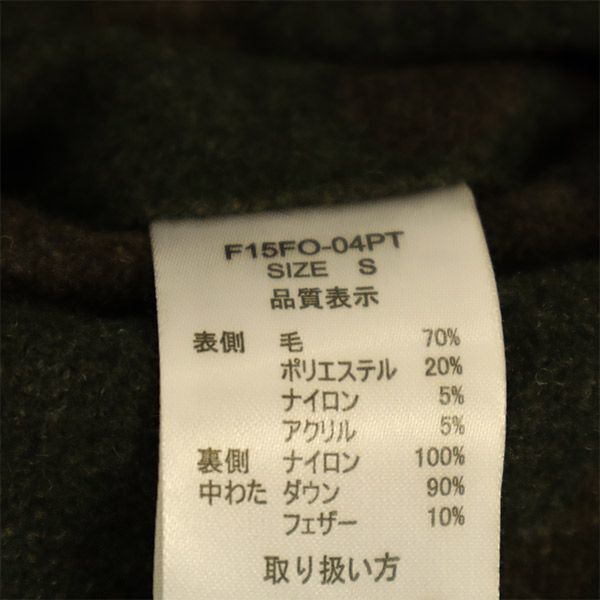 F15FO-04PT
SIZE S
品質表示
表側 毛 70%
ポリエステル 20%
ナイロン 5%
アクリル 5%
裏側 ナイロン 100%
中わた ダウン 90%
フェザー 10%
取り扱い方